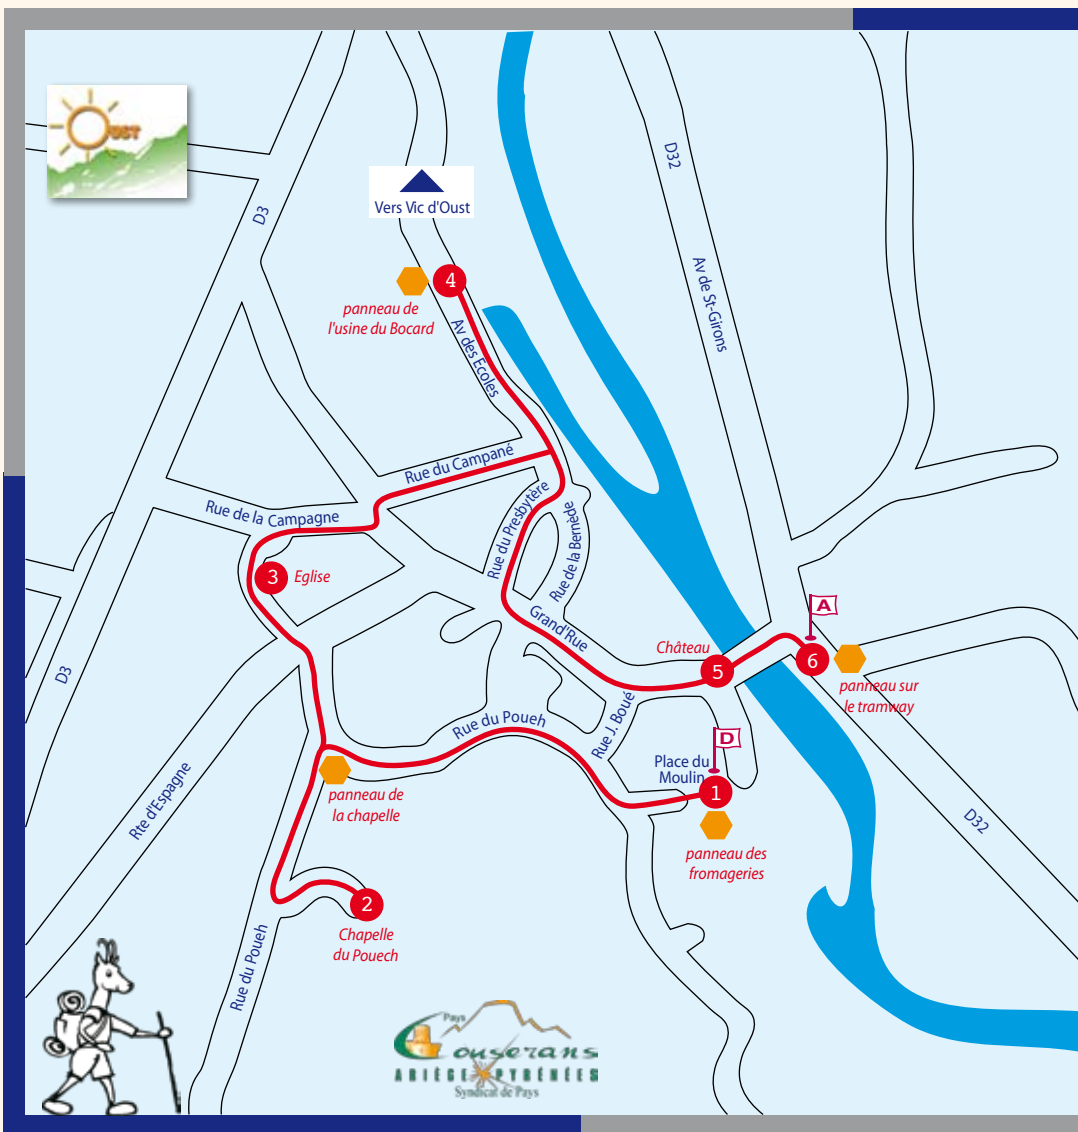 OUST
D32
D3
Vers Vic d'Oust
4
panneau de
l'usine du Bocard
Av des Ecoles
Av de St-Girons
Rue du Campané
Rue de la Campagne
Rue du Presbytère
Rue de la Bernède
3
Eglise
Grand'Rue
A
Château
5
6
panneau sur
le tramway
D3
Rue du Poueh
Rue J. Boué
D
Place du
Moulin
1
panneau de
la chapelle
Rte d'Espagne
D32
panneau des
fromageries
2
Chapelle
du Pouech
Rue du Poueh
Pays
Couserans
ARIÈGE PYRÉNÉES
Syndicat de Pays